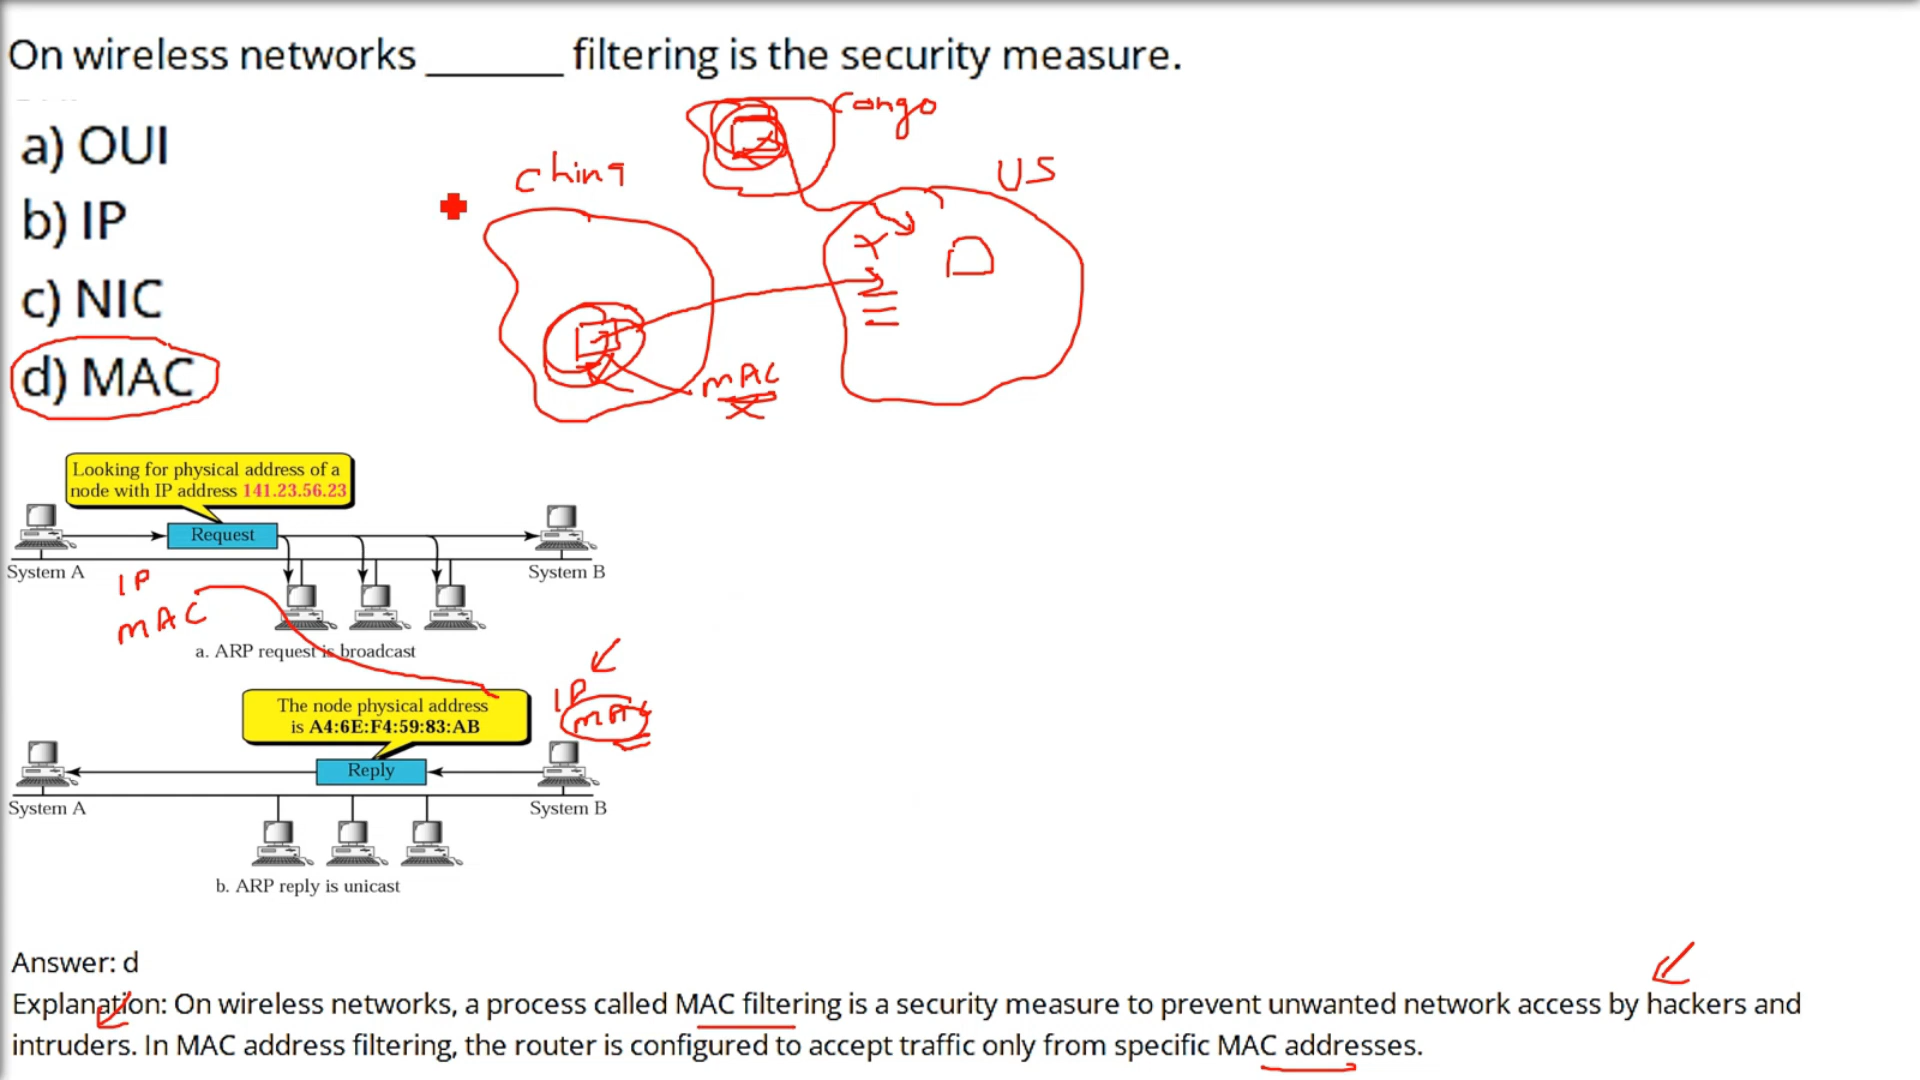 On wireless networks ______ filtering is the security measure.
a) OUI
b) IP
c) NIC
d) MAC
China
Congo
US
MAC
Looking for physical address of a
node with IP address 141.23.56.23
Request
System A
System B
IP
MAC
a. ARP request is broadcast
IP
MAC
The node physical address
is A4:6E:F4:59:83:AB
Reply
System A
System B
b. ARP reply is unicast
Answer: d
Explanation: On wireless networks, a process called MAC filtering is a security measure to prevent unwanted network access by hackers and
intruders. In MAC address filtering, the router is configured to accept traffic only from specific MAC addresses.